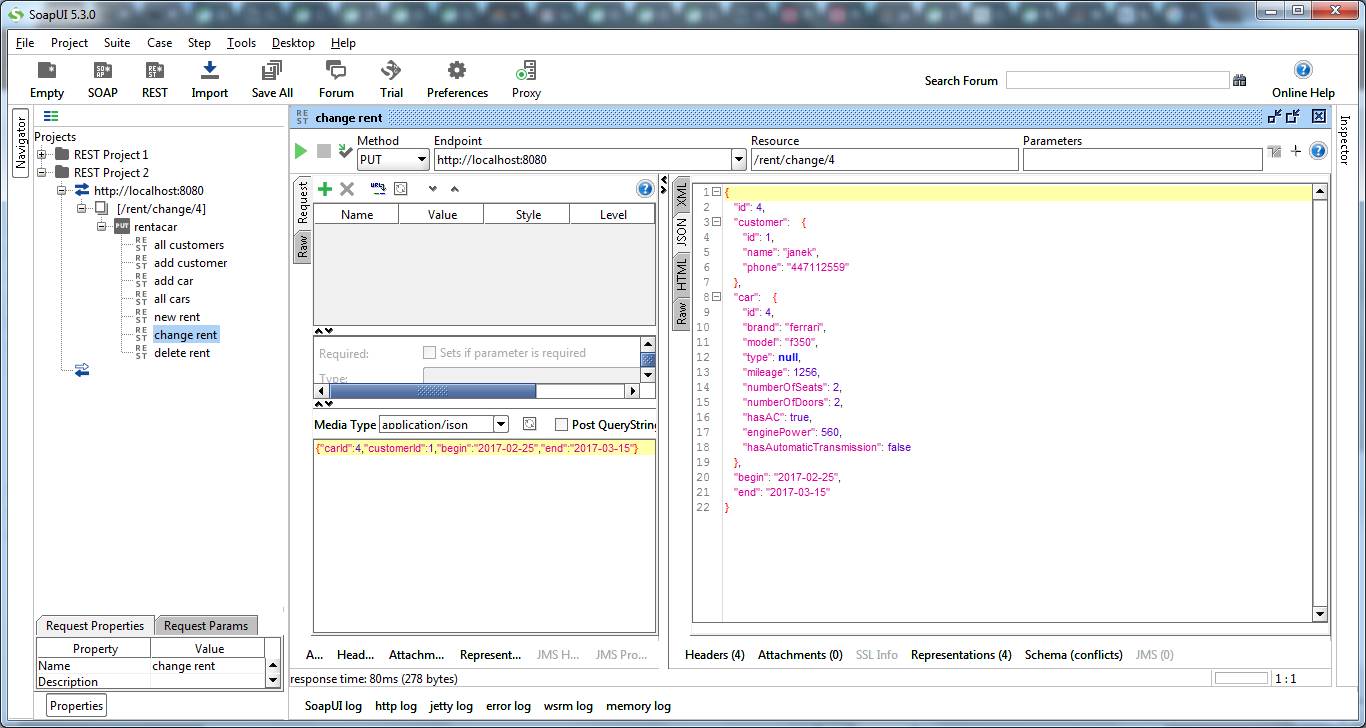 SoapUI 5.3.0
File Project Suite Case Step Tools Desktop Help
Empty SOAP REST Import Save All Forum Trial Preferences Proxy Search Forum Online Help
Navigator
Projects
REST Project 1
REST Project 2
http://localhost:8080
[/rent/change/4]
PUT rentacar
REST all customers
REST add customer
REST add car
REST all cars
REST new rent
REST change rent
REST delete rent
Request Properties Request Params
Property Value
Name change rent
Description
Properties
REST change rent
Method Endpoint Resource Parameters
PUT http://localhost:8080 /rent/change/4
Inspector
Request
Raw
Name Value Style Level
Required: Sets if parameter is required
Type:
Media Type application/json Post QueryString
{"carId":4,"customerId":1,"begin":"2017-02-25","end":"2017-03-15"}
A... Head... Attachm... Represent... JMS H... JMS Pro...
XML
JSON
HTML
Raw
1 {
2 "id": 4,
3 "customer": {
4 "id": 1,
5 "name": "janek",
6 "phone": "447112559"
7 },
8 "car": {
9 "id": 4,
10 "brand": "ferrari",
11 "model": "f350",
12 "type": null,
13 "mileage": 1256,
14 "numberOfSeats": 2,
15 "numberOfDoors": 2,
16 "hasAC": true,
17 "enginePower": 560,
18 "hasAutomaticTransmission": false
19 },
20 "begin": "2017-02-25",
21 "end": "2017-03-15"
22 }
Headers (4) Attachments (0) SSL Info Representations (4) Schema (conflicts) JMS (0)
response time: 80ms (278 bytes) 1 : 1
SoapUI log http log jetty log error log wsrm log memory log